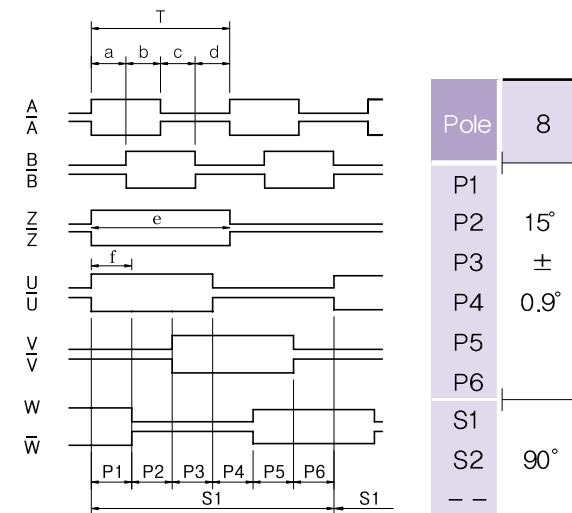 T
a b c d
A
A̅
B
B̅
Z
Z̅
e
f
U
U̅
V
V̅
W
W̅
P1 P2 P3 P4 P5 P6
S1 S1
Pole 8
P1
P2 15°
P3 ±
P4 0.9°
P5
P6
S1
S2 90°
– –